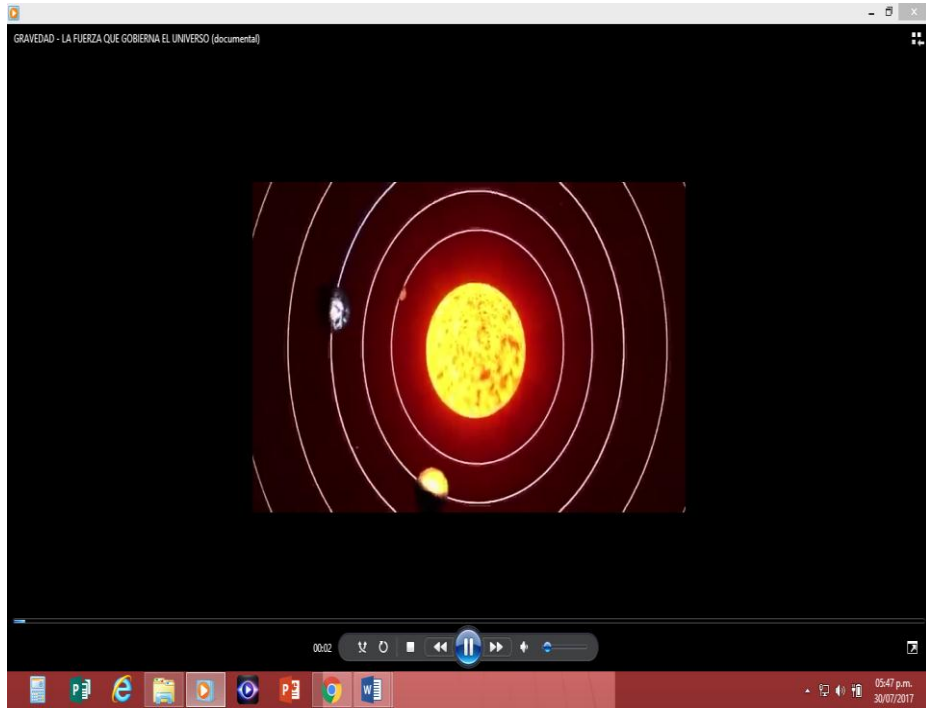 GRAVEDAD - LA FUERZA QUE GOBIERNA EL UNIVERSO (documental)
00:02
05:47 p.m.
30/07/2017